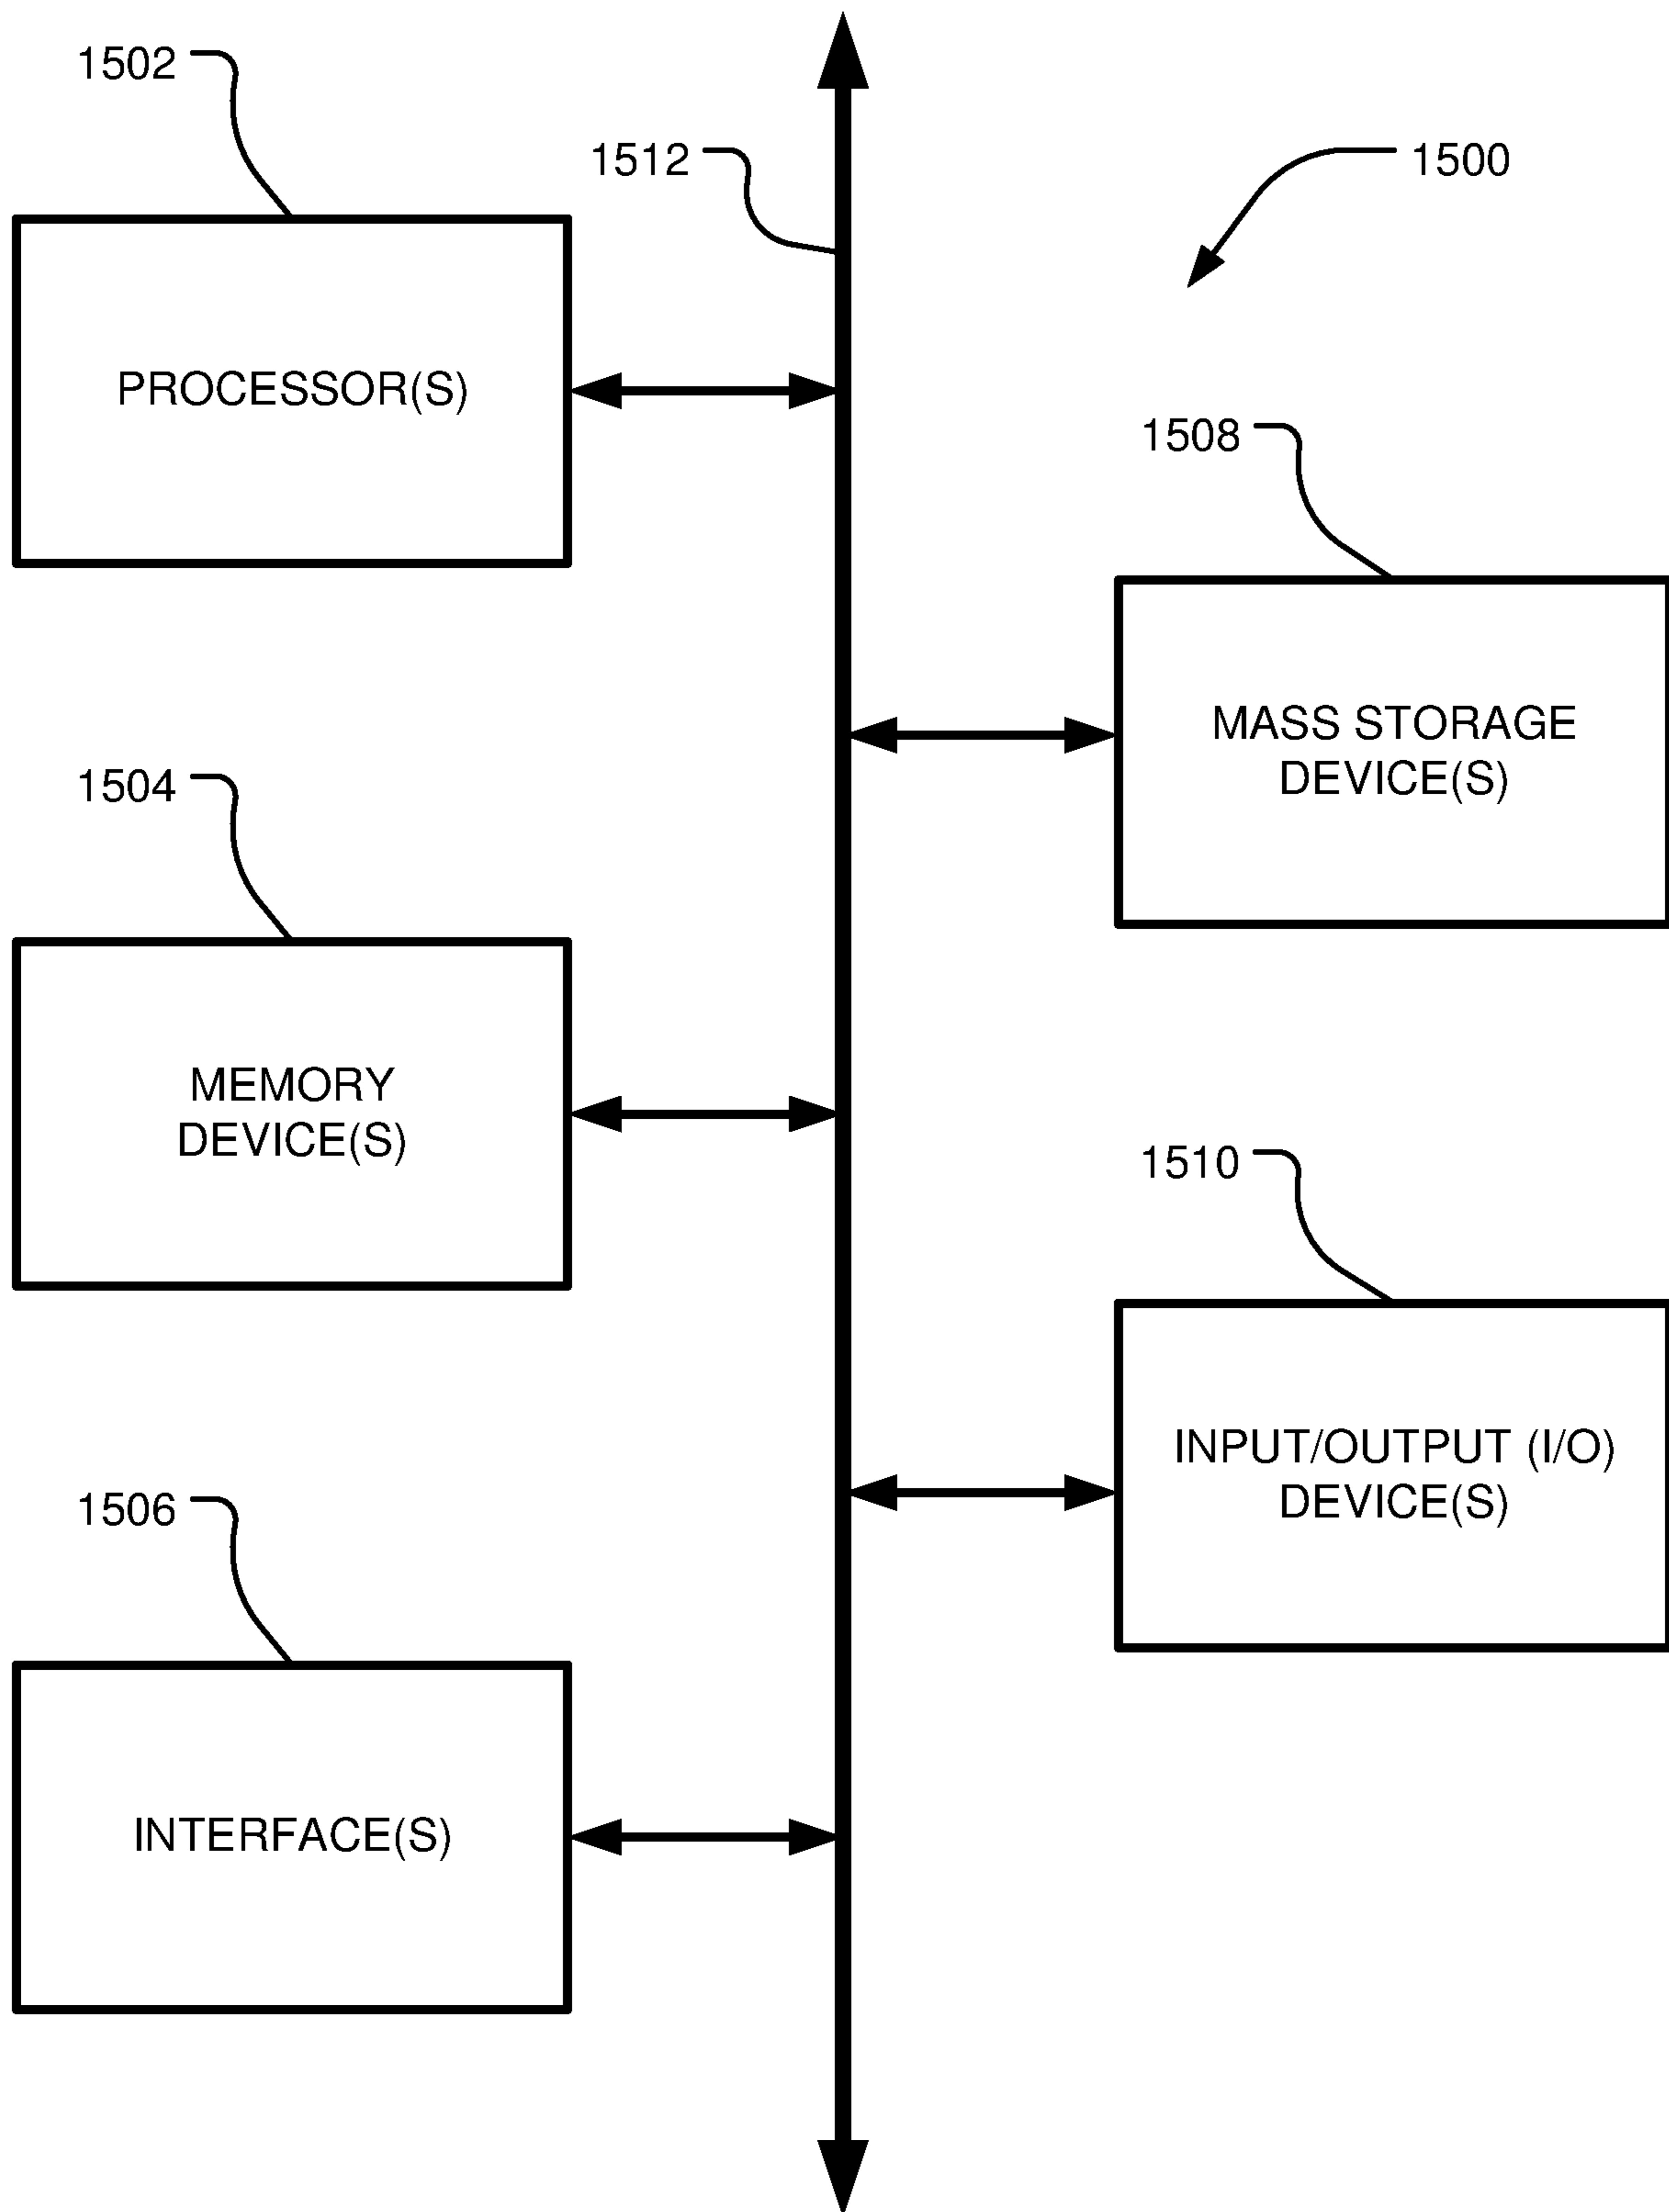 1502
1512
1500
PROCESSOR(S)
1508
MASS STORAGE
DEVICE(S)
1504
MEMORY
DEVICE(S)
1510
INPUT/OUTPUT (I/O)
DEVICE(S)
1506
INTERFACE(S)